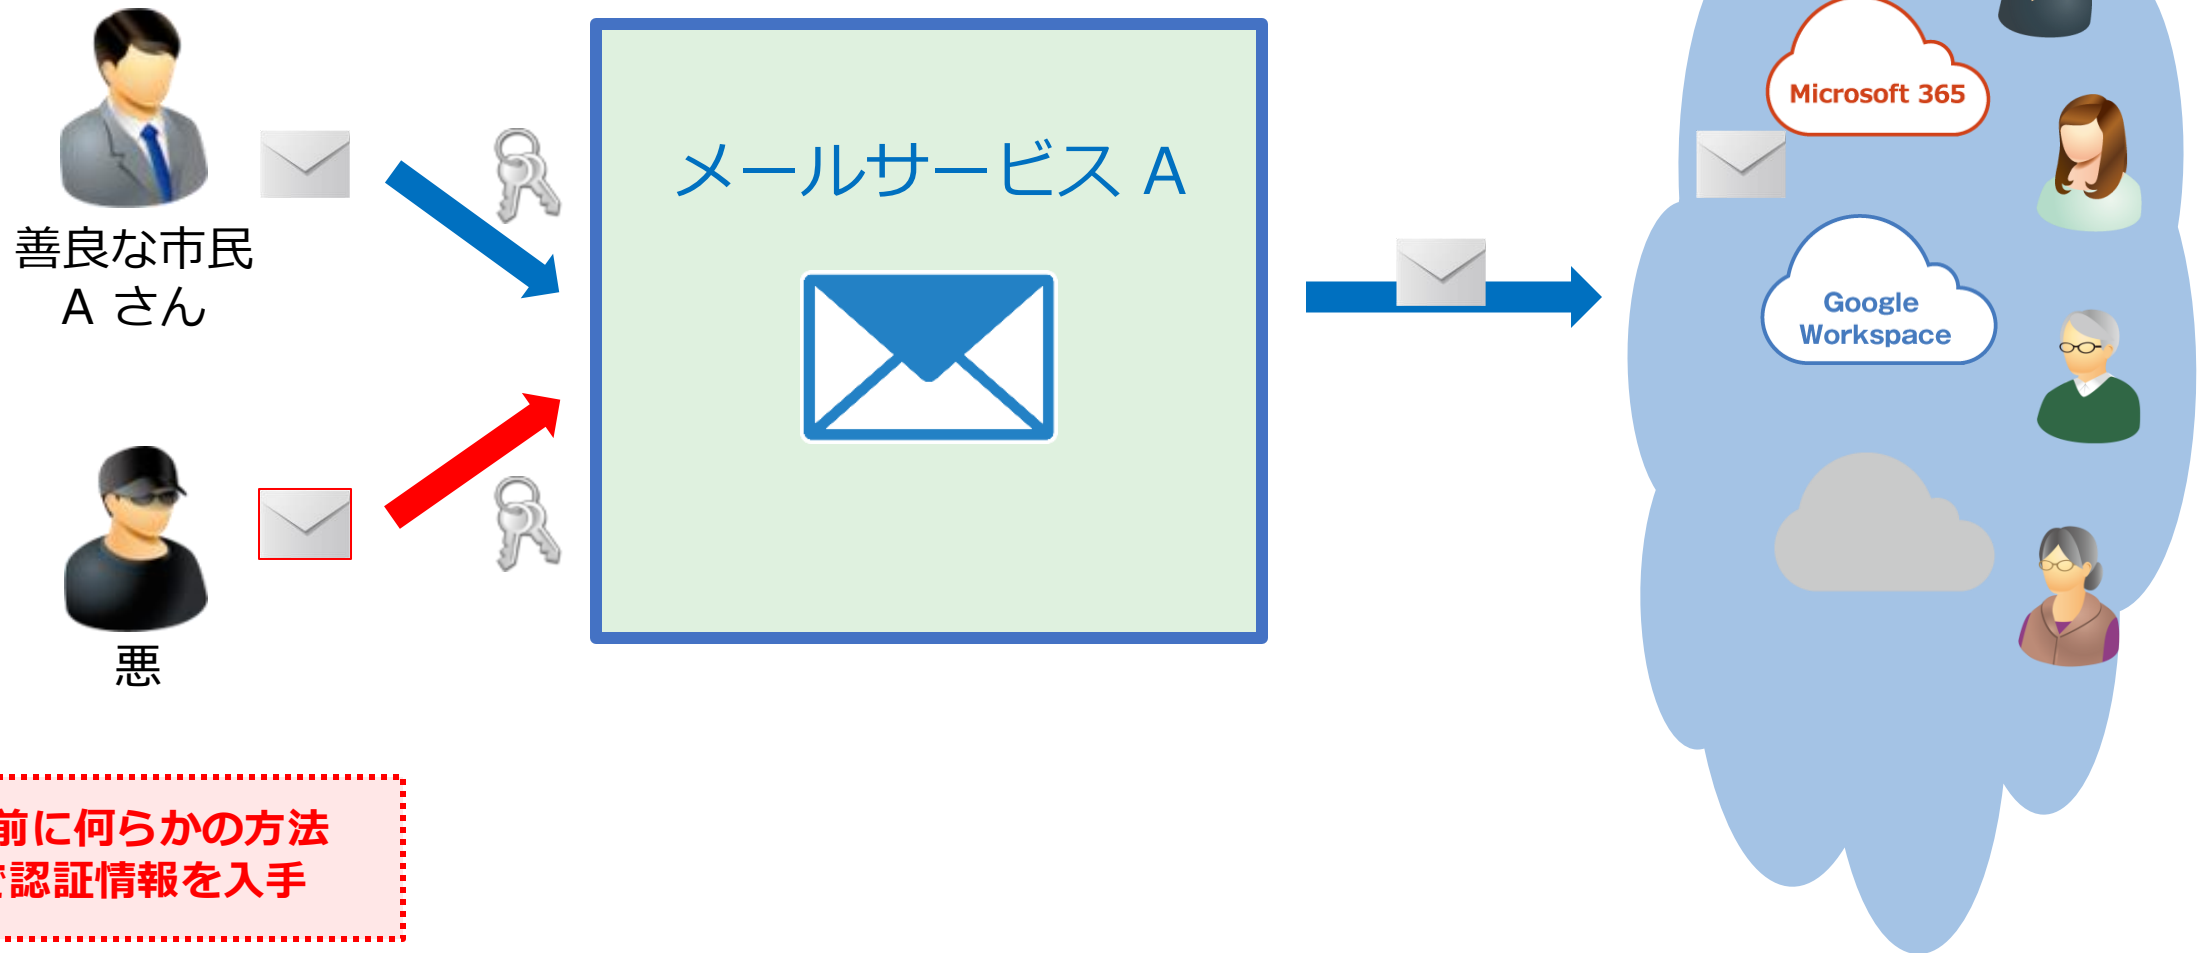 Microsoft 365
メールサービス A
善良な市民
A さん
Google
Workspace
悪
前に何らかの方法
で認証情報を入手